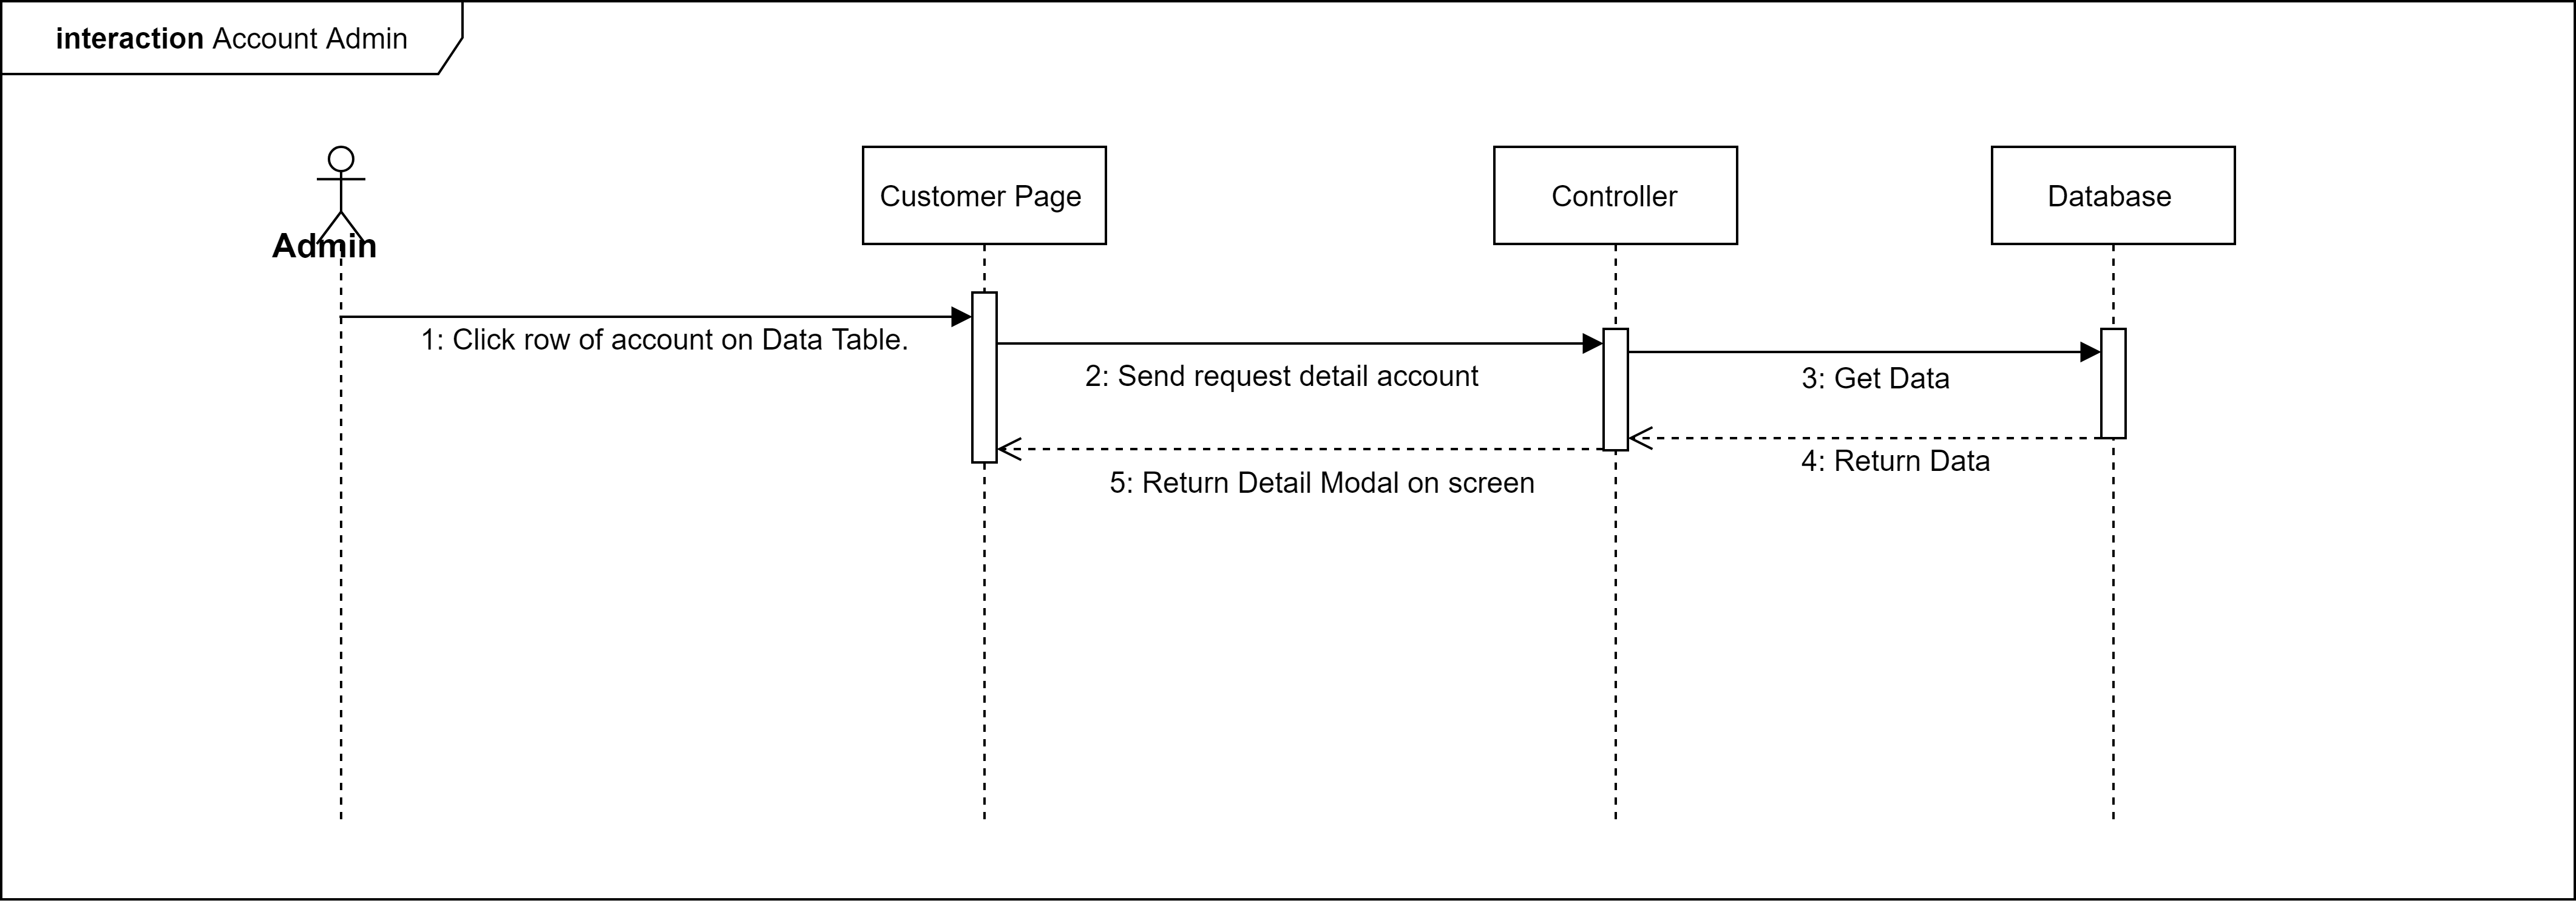 interaction Account Admin
Admin
Customer Page
Controller
Database
1: Click row of account on Data Table.
2: Send request detail account
3: Get Data
4: Return Data
5: Return Detail Modal on screen